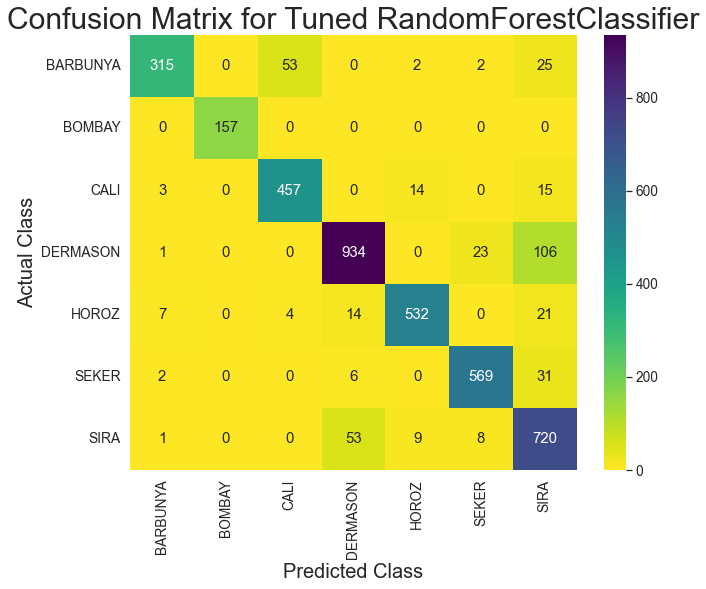 Confusion Matrix for Tuned RandomForestClassifier
Actual Class
BARBUNYA 315 0 53 0 2 2 25
BOMBAY 0 157 0 0 0 0 0
CALI 3 0 457 0 14 0 15
DERMASON 1 0 0 934 0 23 106
HOROZ 7 0 4 14 532 0 21
SEKER 2 0 0 6 0 569 31
SIRA 1 0 0 53 9 8 720
BARBUNYA BOMBAY CALI DERMASON HOROZ SEKER SIRA
Predicted Class
800
600
400
200
0